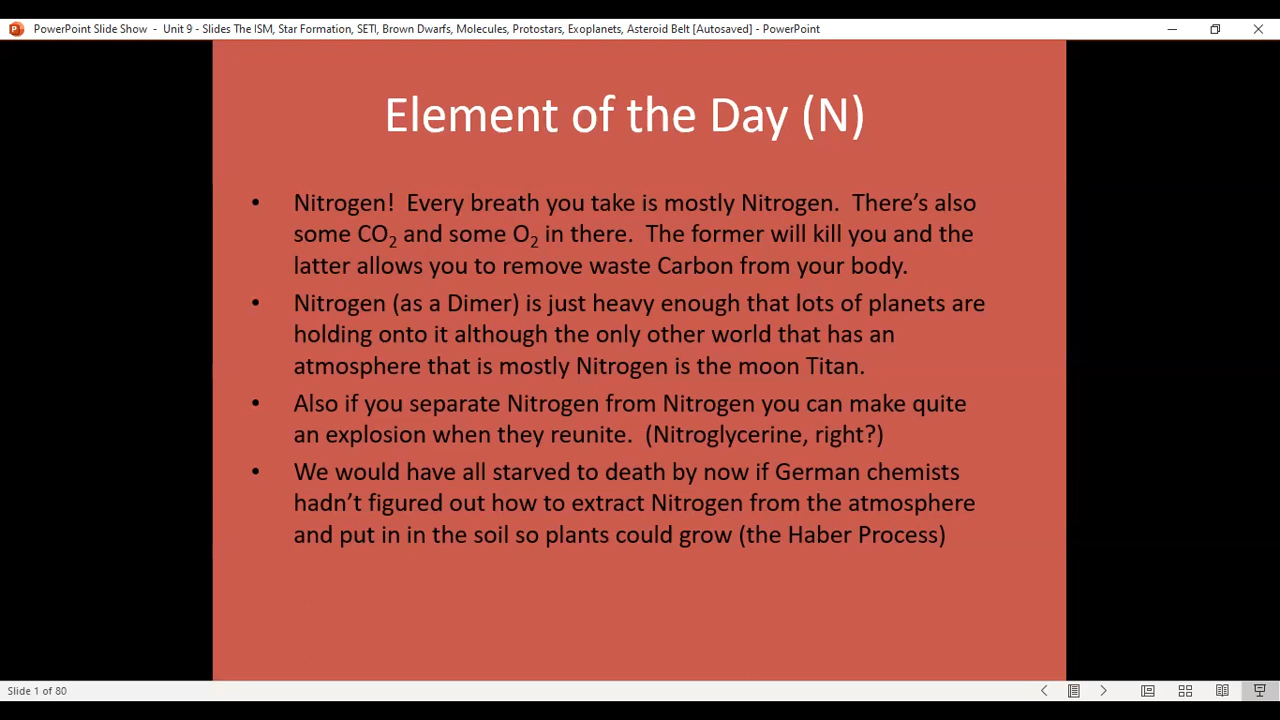 PowerPoint Slide Show - Unit 9 - Slides The ISM, Star Formation, SETI, Brown Dwarfs, Molecules, Protostars, Exoplanets, Asteroid Belt [Autosaved] - PowerPoint
Element of the Day (N)
• Nitrogen! Every breath you take is mostly Nitrogen. There's also
some CO₂ and some O₂ in there. The former will kill you and the
latter allows you to remove waste Carbon from your body.
• Nitrogen (as a Dimer) is just heavy enough that lots of planets are
holding onto it although the only other world that has an
atmosphere that is mostly Nitrogen is the moon Titan.
• Also if you separate Nitrogen from Nitrogen you can make quite
an explosion when they reunite. (Nitroglycerine, right?)
• We would have all starved to death by now if German chemists
hadn't figured out how to extract Nitrogen from the atmosphere
and put in in the soil so plants could grow (the Haber Process)
Slide 1 of 80